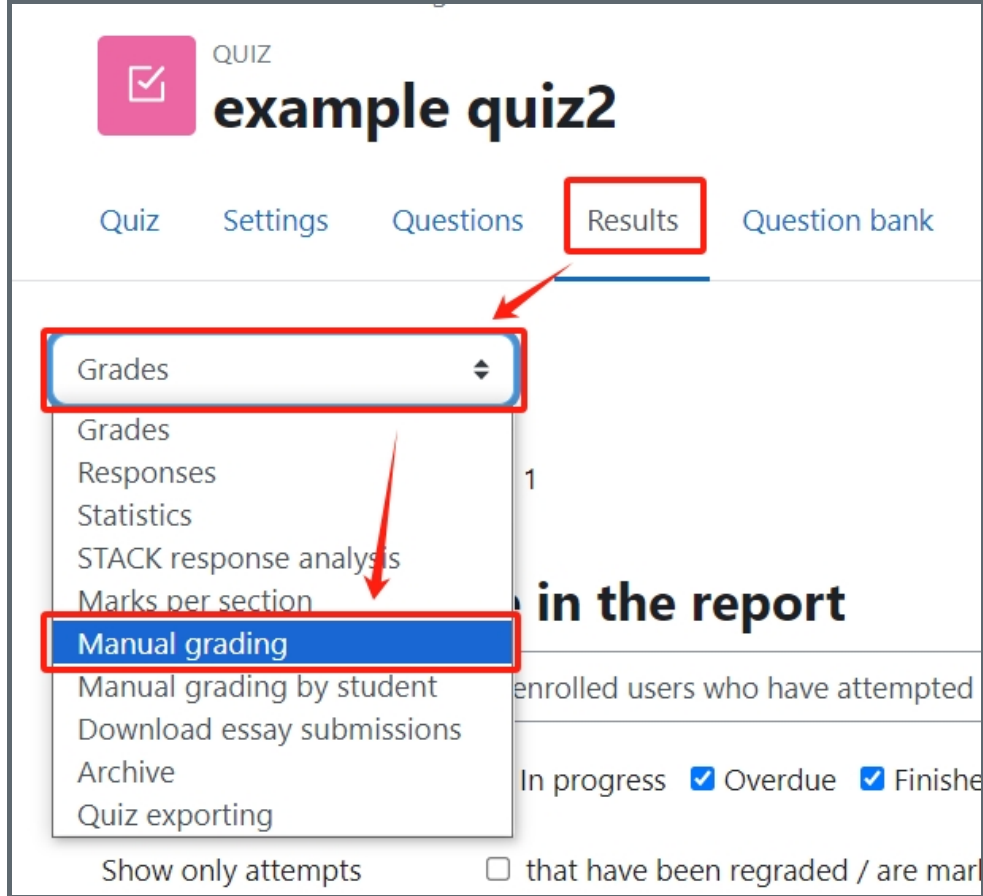 QUIZ
example quiz2
Quiz Settings Questions Results Question bank
Grades
Grades
Responses
1
Statistics
STACK response analysis
Marks per section
in the report
Manual grading
Manual grading by student
enrolled users who have attempted
Download essay submissions
Archive
In progress Overdue
Quiz exporting
Show only attempts that have been regraded / are